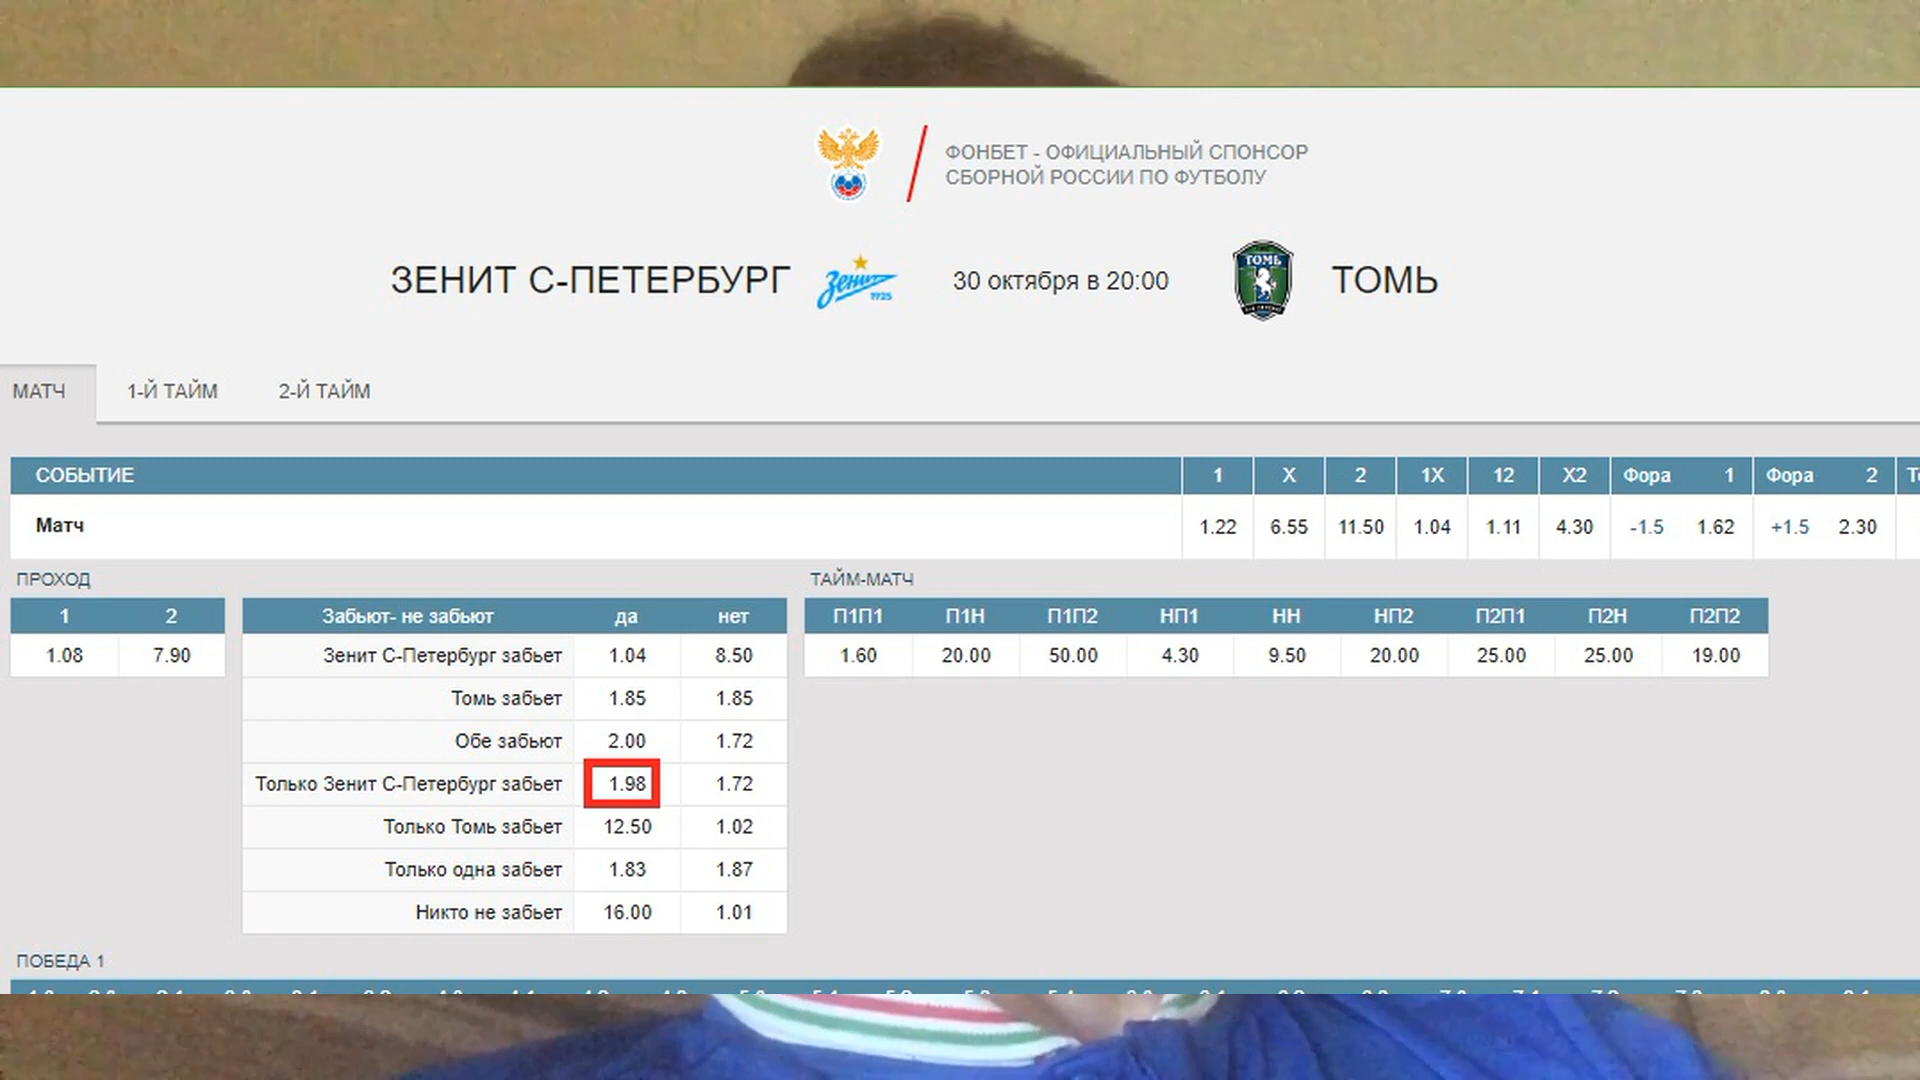 ФОНБЕТ - ОФИЦИАЛЬНЫЙ СПОНСОР
СБОРНОЙ РОССИИ ПО ФУТБОЛУ
ЗЕНИТ С-ПЕТЕРБУРГ Зенит 1925 30 октября в 20:00 ТОМЬ ТОМЬ
МАТЧ 1-Й ТАЙМ 2-Й ТАЙМ
СОБЫТИЕ 1 X 2 1X 12 X2 Фора 1 Фора 2
Матч 1.22 6.55 11.50 1.04 1.11 4.30 -1.5 1.62 +1.5 2.30
ПРОХОД ТАЙМ-МАТЧ
1 2 Забьют- не забьют да нет П1П1 П1Н П1П2 НП1 НН НП2 П2П1 П2Н П2П2
1.08 7.90 Зенит С-Петербург забьет 1.04 8.50 1.60 20.00 50.00 4.30 9.50 20.00 25.00 25.00 19.00
Томь забьет 1.85 1.85
Обе забьют 2.00 1.72
Только Зенит С-Петербург забьет 1.98 1.72
Только Томь забьет 12.50 1.02
Только одна забьет 1.83 1.87
Никто не забьет 16.00 1.01
ПОБЕДА 1